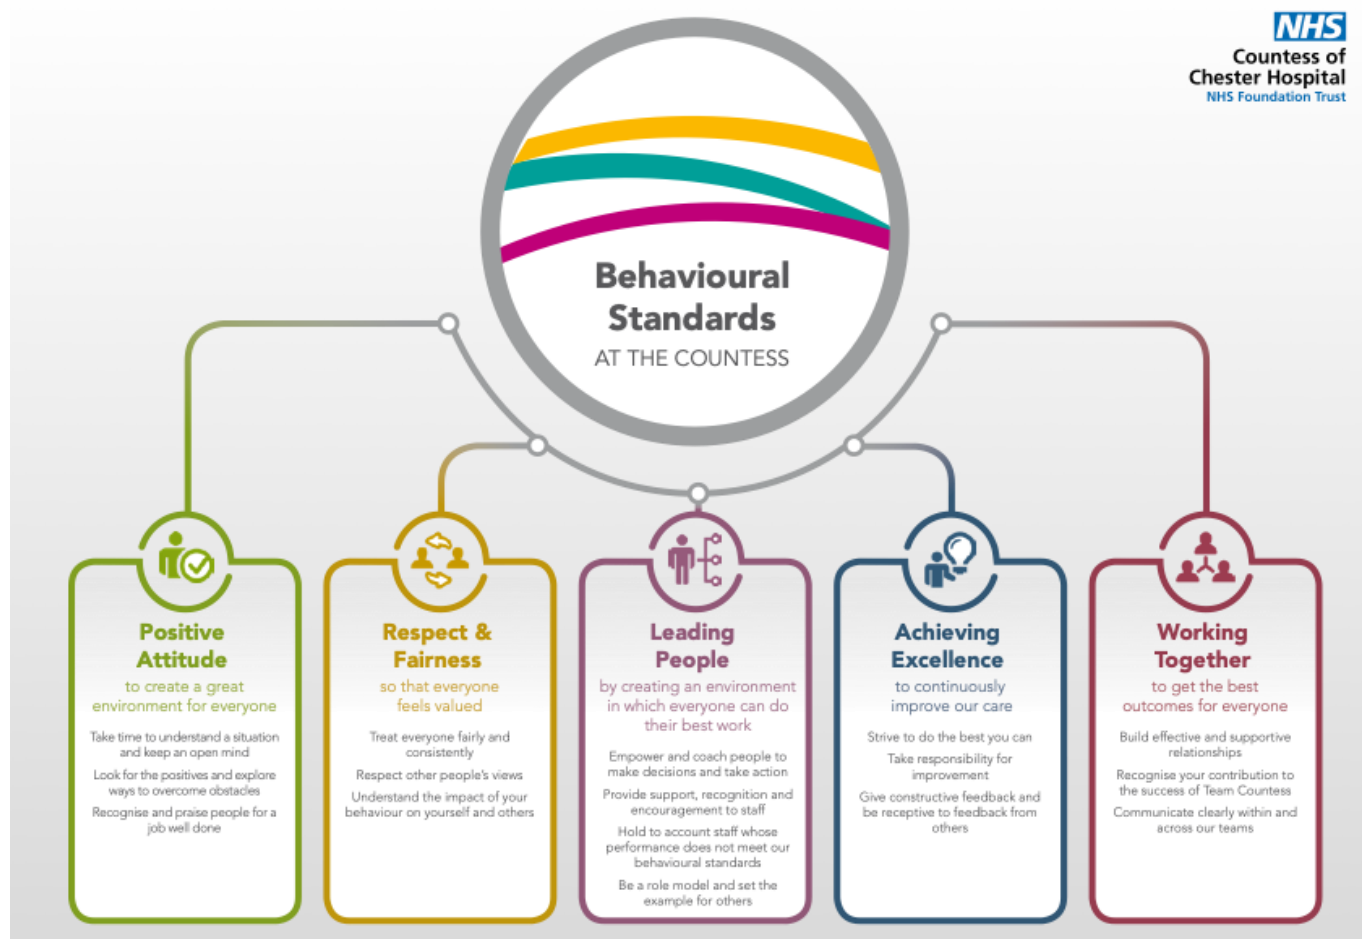 NHS
Countess of
Chester Hospital
NHS Foundation Trust
Behavioural
Standards
AT THE COUNTESS
Positive
Attitude
to create a great
environment for everyone
Take time to understand a situation
and keep an open mind
Look for the positives and explore
ways to overcome obstacles
Recognise and praise people for a
job well done
Respect &
Fairness
so that everyone
feels valued
Treat everyone fairly and
consistently
Respect other people's views
Understand the impact of your
behaviour on yourself and others
Leading
People
by creating an environment
in which everyone can do
their best work
Empower and coach people to
make decisions and take action
Provide support, recognition and
encouragement to staff
Hold to account staff whose
performance does not meet our
behavioural standards
Be a role model and set the
example for others
Achieving
Excellence
to continuously
improve our care
Strive to do the best you can
Take responsibility for
improvement
Give constructive feedback and
be receptive to feedback from
others
Working
Together
to get the best
outcomes for everyone
Build effective and supportive
relationships
Recognise your contribution to
the success of Team Countess
Communicate clearly within and
across our teams